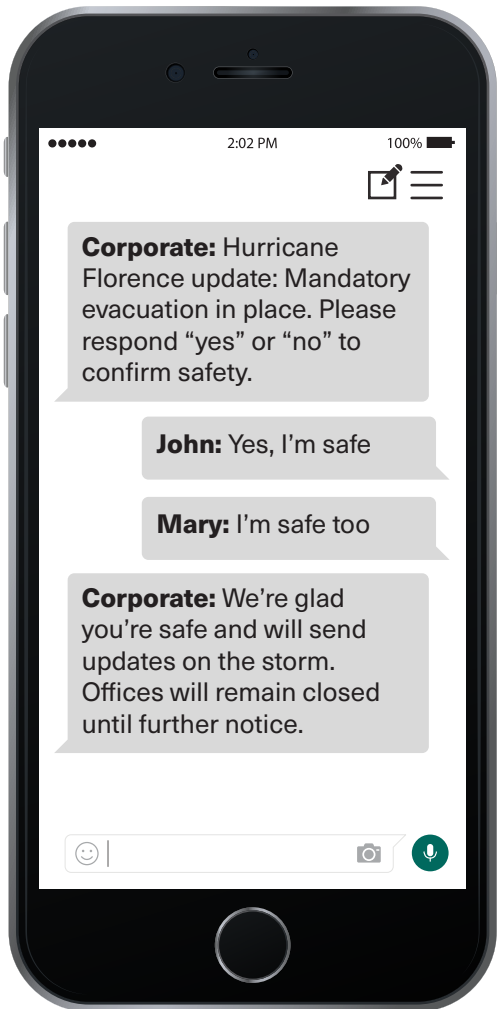 2:02 PM 100%
Corporate: Hurricane
Florence update: Mandatory
evacuation in place. Please
respond “yes” or “no” to
confirm safety.
John: Yes, I’m safe
Mary: I’m safe too
Corporate: We’re glad
you’re safe and will send
updates on the storm.
Offices will remain closed
until further notice.